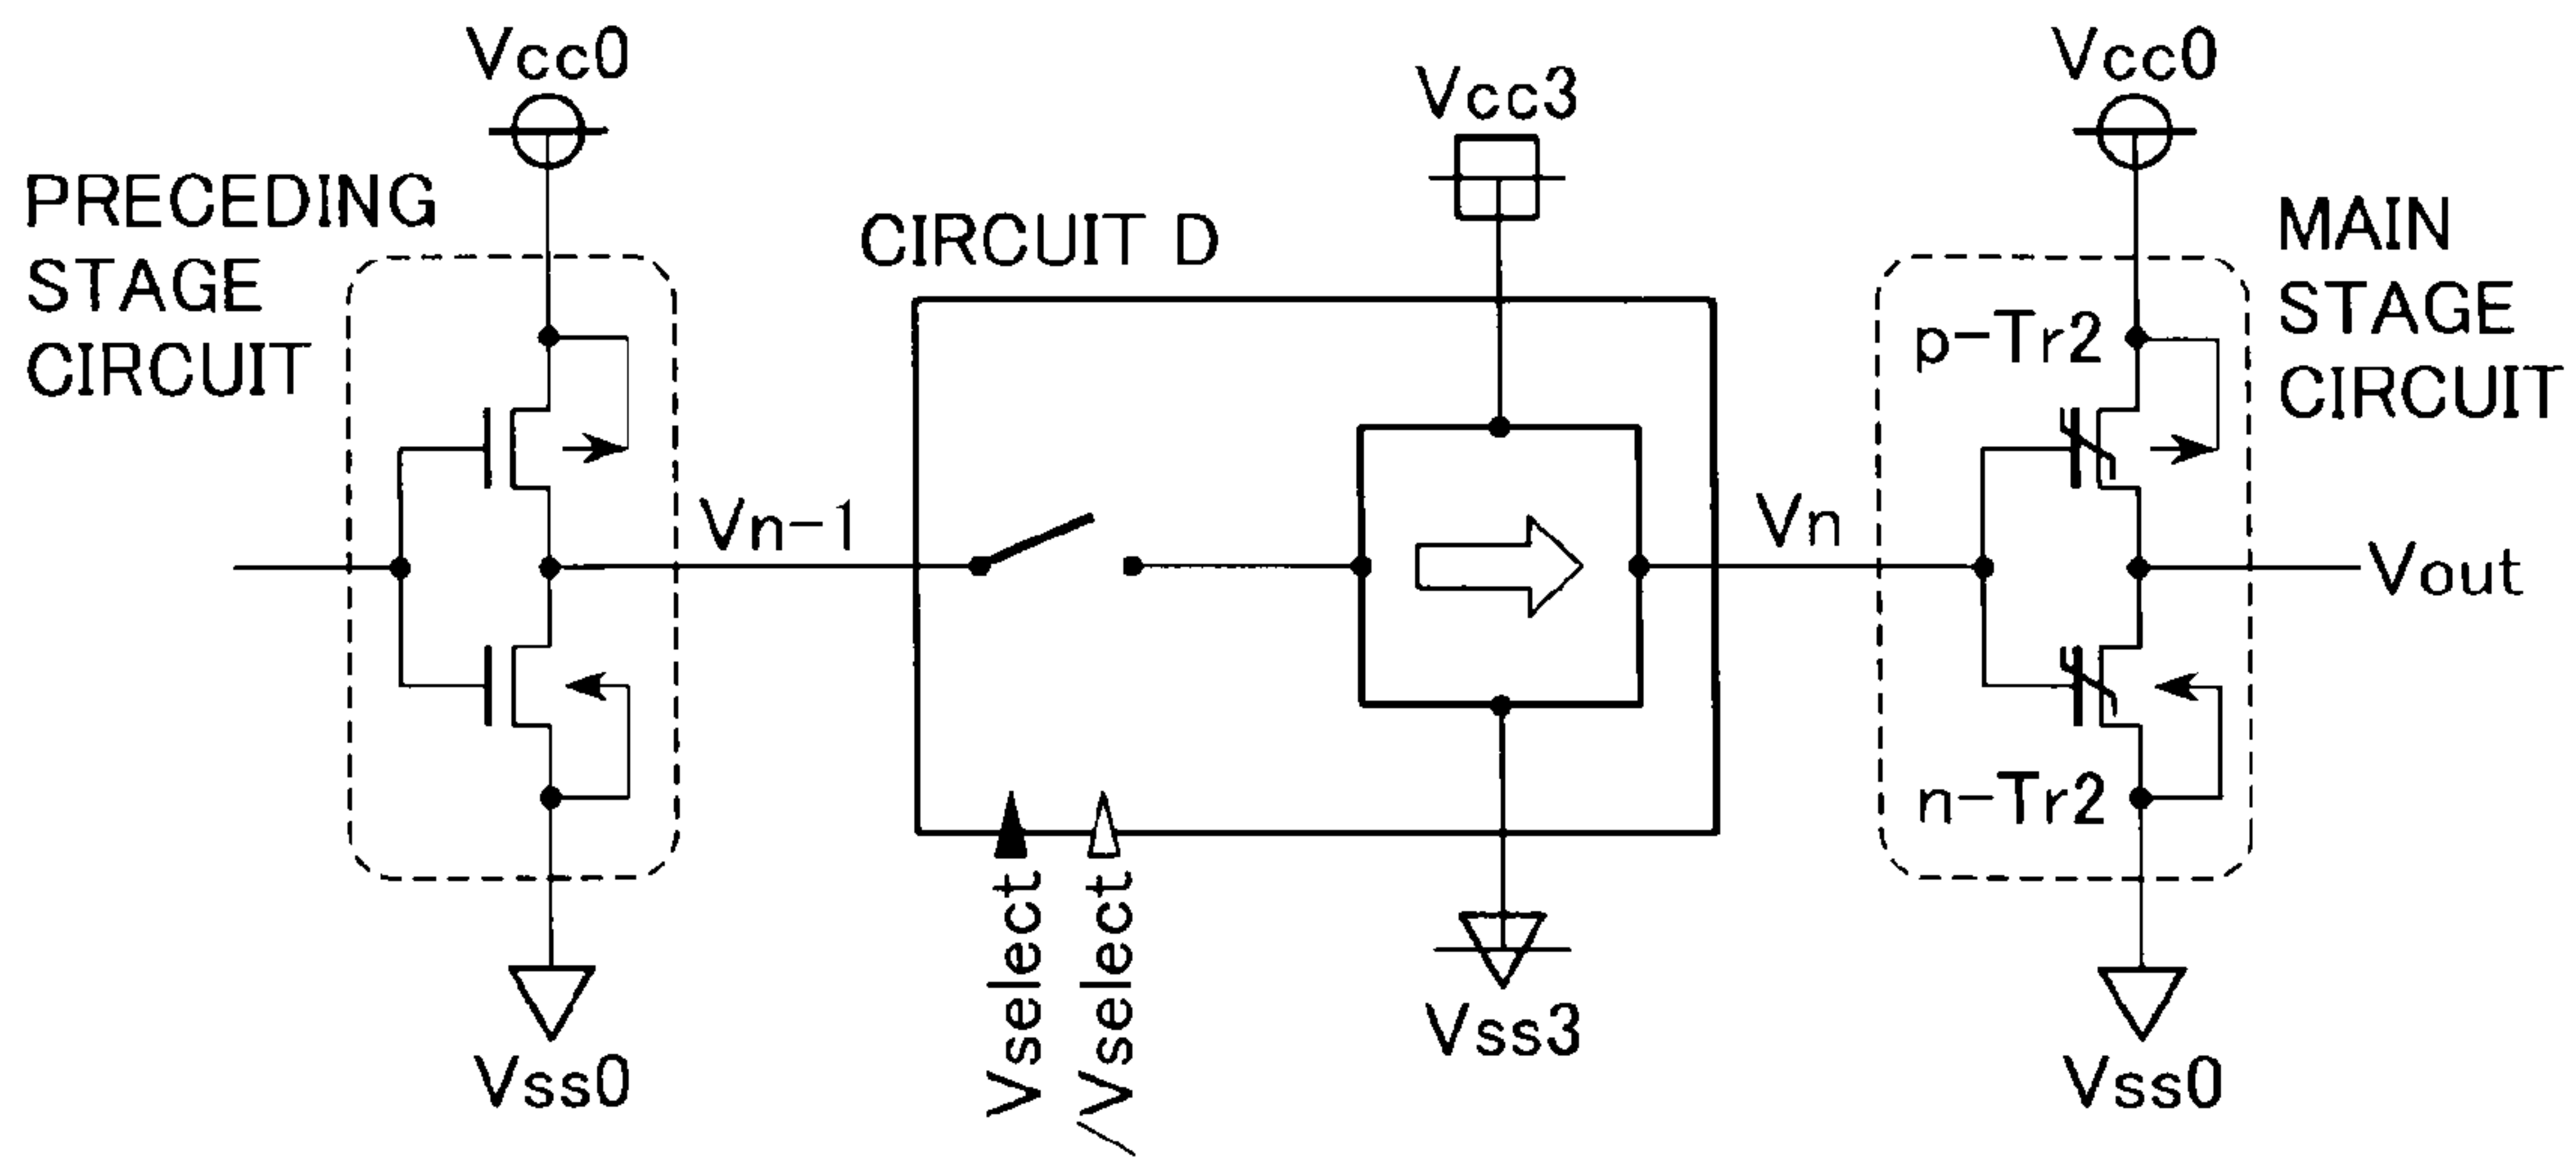 Vcc0
PRECEDING
STAGE
CIRCUIT
Vn-1
Vss0
CIRCUIT D
Vcc3
Vselect
/Vselect
Vss3
Vn
Vcc0
MAIN
STAGE
CIRCUIT
p-Tr2
Vout
n-Tr2
Vss0